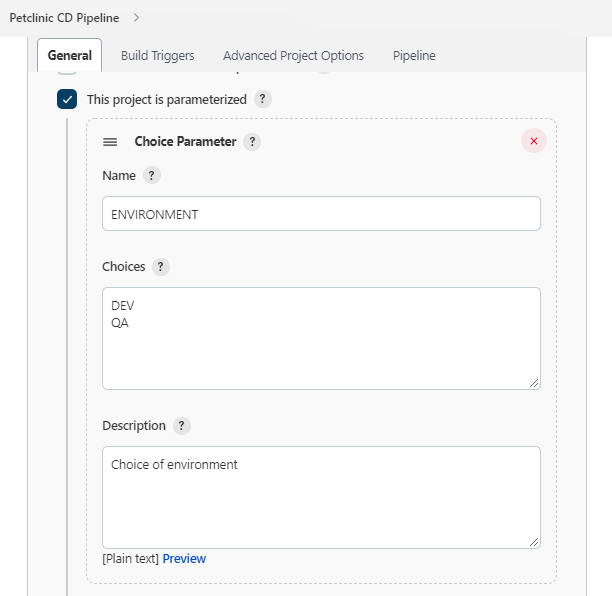 Petclinic CD Pipeline
General Build Triggers Advanced Project Options Pipeline
This project is parameterized ?
Choice Parameter ?
Name ?
ENVIRONMENT
Choices ?
DEV
QA
Description ?
Choice of environment
[Plain text] Preview